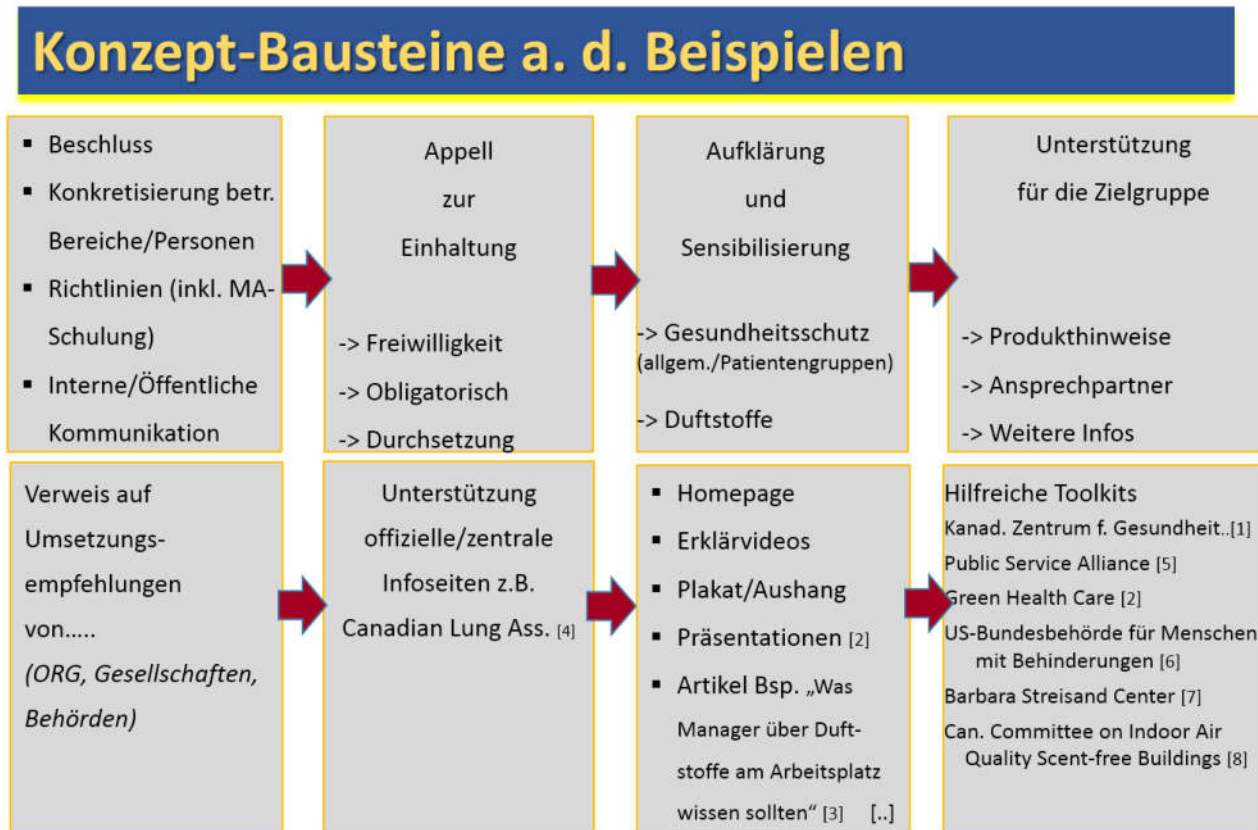 Konzept-Bausteine a. d. Beispielen
▪ Beschluss
▪ Konkretisierung betr.
Bereiche/Personen
▪ Richtlinien (inkl. MA-
Schulung)
▪ Interne/Öffentliche
Kommunikation
Appell
zur
Einhaltung
-> Freiwilligkeit
-> Obligatorisch
-> Durchsetzung
Aufklärung
und
Sensibilisierung
-> Gesundheitsschutz
(allgem./Patientengruppen)
-> Duftstoffe
Unterstützung
für die Zielgruppe
-> Produkthinweise
-> Ansprechpartner
-> Weitere Infos
Verweis auf
Umsetzungs-
empfehlungen
von.....
(ORG, Gesellschaften,
Behörden)
Unterstützung
offizielle/zentrale
Infoseiten z.B.
Canadian Lung Ass. [4]
▪ Homepage
▪ Erklärvideos
▪ Plakat/Aushang
▪ Präsentationen [2]
▪ Artikel Bsp. „Was
Manager über Duft-
stoffe am Arbeitsplatz
wissen sollten“ [3] [..]
Hilfreiche Toolkits
Kanad. Zentrum f. Gesundheit..[1]
Public Service Alliance [5]
Green Health Care [2]
US-Bundesbehörde für Menschen
mit Behinderungen [6]
Barbara Streisand Center [7]
Can. Committee on Indoor Air
Quality Scent-free Buildings [8]